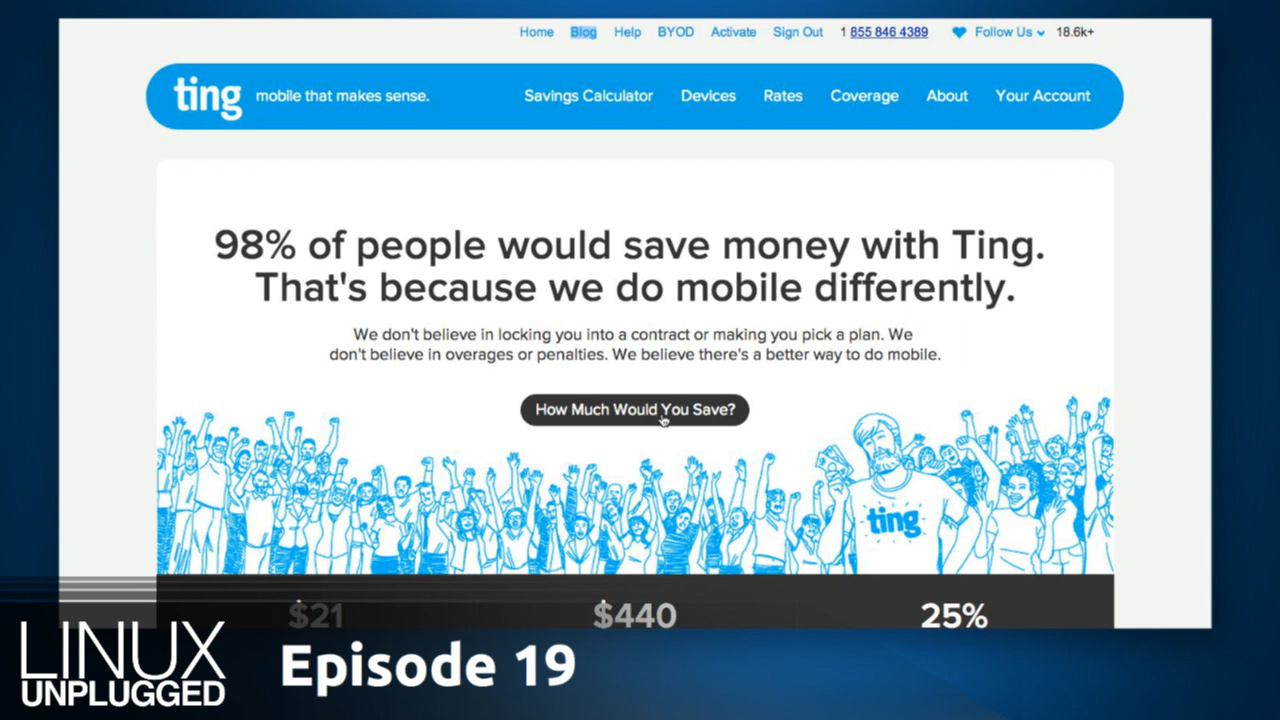 Home Blog Help BYOD Activate Sign Out 1 855 846 4389 Follow Us 18.6k+
ting mobile that makes sense. Savings Calculator Devices Rates Coverage About Your Account
98% of people would save money with Ting.
That's because we do mobile differently.
We don't believe in locking you into a contract or making you pick a plan. We
don't believe in overages or penalties. We believe there's a better way to do mobile.
How Much Would You Save?
ting
$21 $440 25%
LINUX
UNPLUGGED
Episode 19